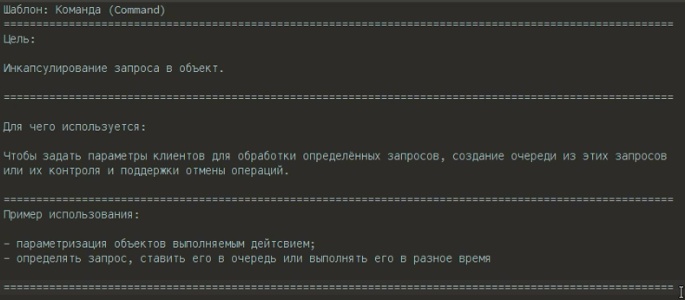 Шаблон: Команда (Command)
======================================================================================================
Цель:
Инкапсулирование запроса в объект.
======================================================================================================
Для чего используется:
Чтобы задать параметры клиентов для обработки определённых запросов, создание очереди из этих запросов
или их контроля и поддержки отмены операций.
======================================================================================================
Пример использования:
- параметризация объектов выполняемым дейтсвием;
- определять запрос, ставить его в очередь или выполнять его в разное время
======================================================================================================